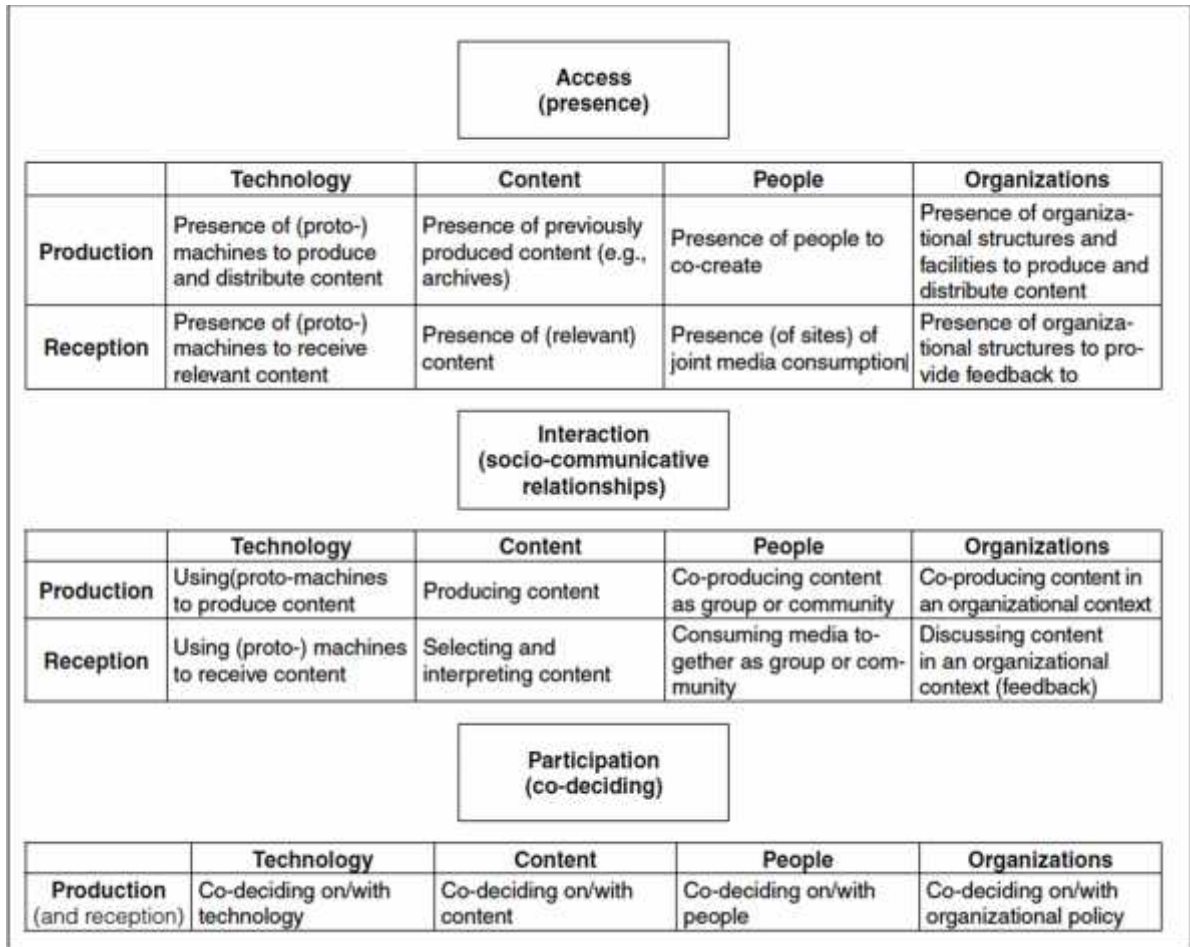 Access
(presence)
Technology Content People Organizations
Production
Presence of (proto-)
machines to produce
and distribute content
Presence of previously
produced content (e.g.,
archives)
Presence of people to
co-create
Presence of organiza-
tional structures and
facilities to produce and
distribute content
Reception
Presence of (proto-)
machines to receive
relevant content
Presence of (relevant)
content
Presence (of sites) of
joint media consumption
Presence of organiza-
tional structures to pro-
vide feedback to
Interaction
(socio-communicative
relationships)
Technology Content People Organizations
Production
Using(proto-machines
to produce content
Producing content
Co-producing content
as group or community
Co-producing content in
an organizational context
Reception
Using (proto-) machines
to receive content
Selecting and
interpreting content
Consuming media to-
gether as group or com-
munity
Discussing content
in an organizational
context (feedback)
Participation
(co-deciding)
Technology Content People Organizations
Production
(and reception)
Co-deciding on/with
technology
Co-deciding on/with
content
Co-deciding on/with
people
Co-deciding on/with
organizational policy